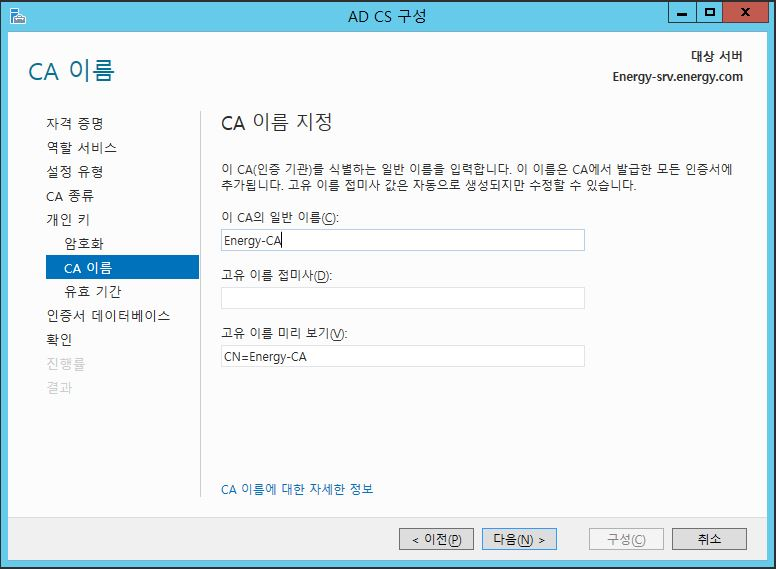 AD CS 구성
CA 이름
대상 서버
Energy-srv.energy.com
자격 증명
역할 서비스
설정 유형
CA 종류
개인 키
암호화
CA 이름
유효 기간
인증서 데이터베이스
확인
진행률
결과
CA 이름 지정
이 CA(인증 기관)를 식별하는 일반 이름을 입력합니다. 이 이름은 CA에서 발급한 모든 인증서에
추가됩니다. 고유 이름 접미사 값은 자동으로 생성되지만 수정할 수 있습니다.
이 CA의 일반 이름(C):
Energy-CA
고유 이름 접미사(D):
고유 이름 미리 보기(V):
CN=Energy-CA
CA 이름에 대한 자세한 정보
< 이전(P)
다음(N) >
구성(C)
취소